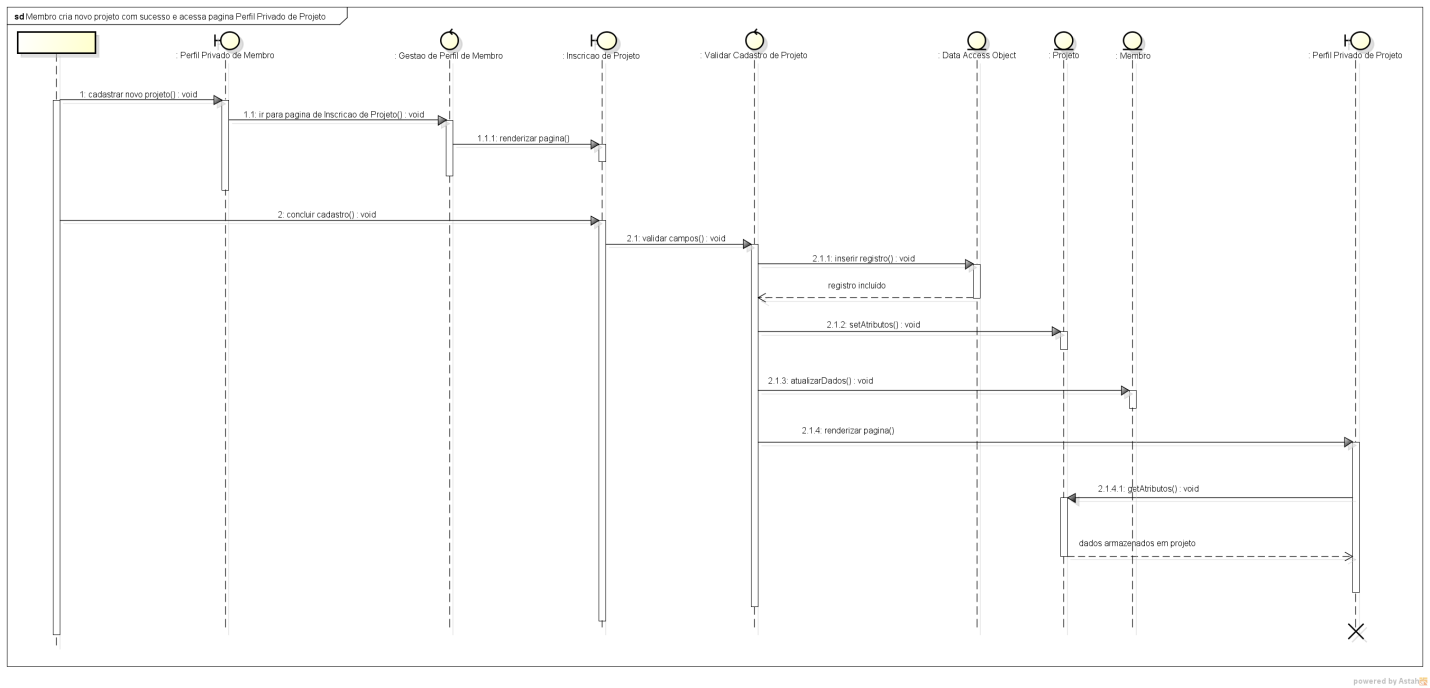 sd Membro cria novo projeto com sucesso e acessa pagina Perfil Privado de Projeto
: Perfil Privado de Membro
: Gestao de Perfil de Membro
: Inscricao de Projeto
: Validar Cadastro de Projeto
: Data Access Object
: Projeto
: Membro
: Perfil Privado de Projeto
1: cadastrar novo projeto() : void
1.1: ir para pagina de Inscricao de Projeto() : void
1.1.1: renderizar pagina()
2: concluir cadastro() : void
2.1: validar campos() : void
2.1.1: inserir registro() : void
registro incluído
2.1.2: setAtributos() : void
2.1.3: atualizarDados() : void
2.1.4: renderizar pagina()
2.1.4.1: getAtributos() : void
dados armazenados em projeto
powered by Astah